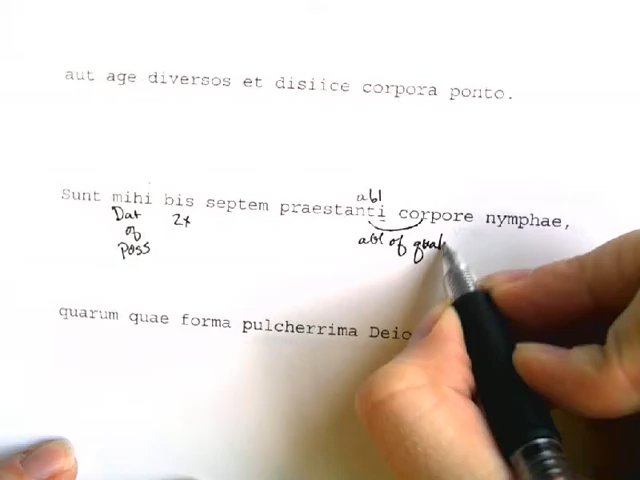 aut age diversos et disiice corpora ponto.
abl
Sunt mihi bis septem praestanti corpore nymphae,
Dat 2x
of abl of qual
poss
quarum quae forma pulcherrima Deio